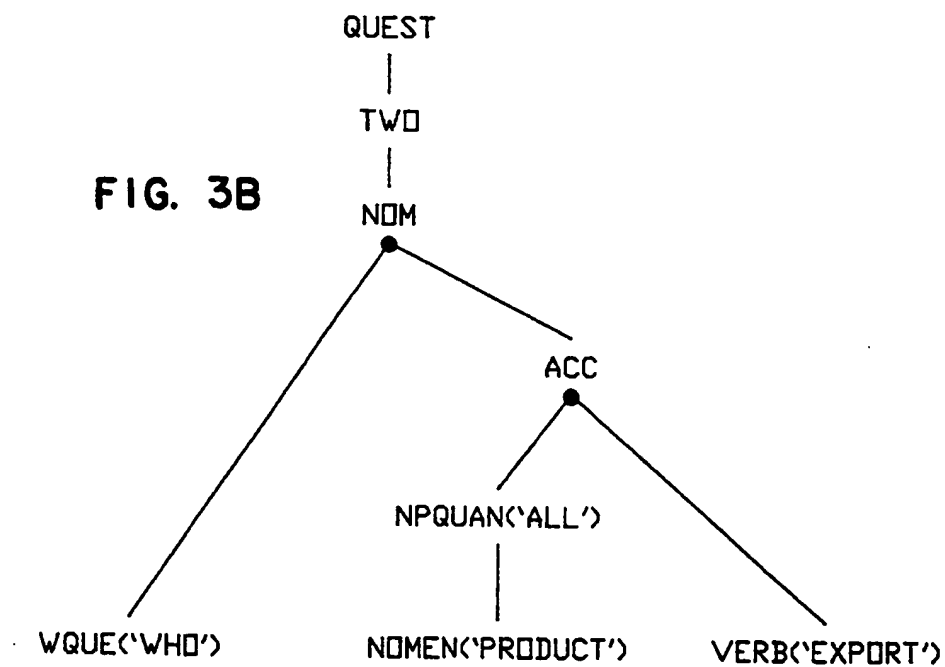 QUEST
TWO
FIG. 3B
NOM
ACC
NPQUAN('ALL')
WQUE('WHO') NOMEN('PRODUCT') VERB('EXPORT')